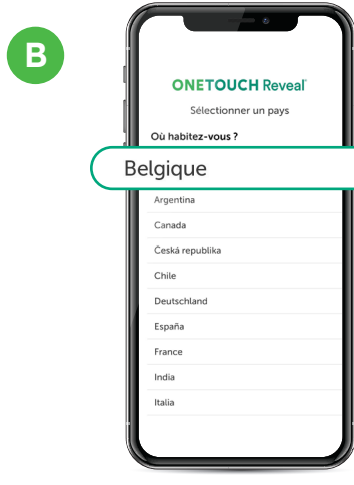 B
ONETOUCH Reveal®
Sélectionner un pays
Où habitez-vous ?
Belgique
Argentina
Canada
Česká republika
Chile
Deutschland
España
France
India
Italia